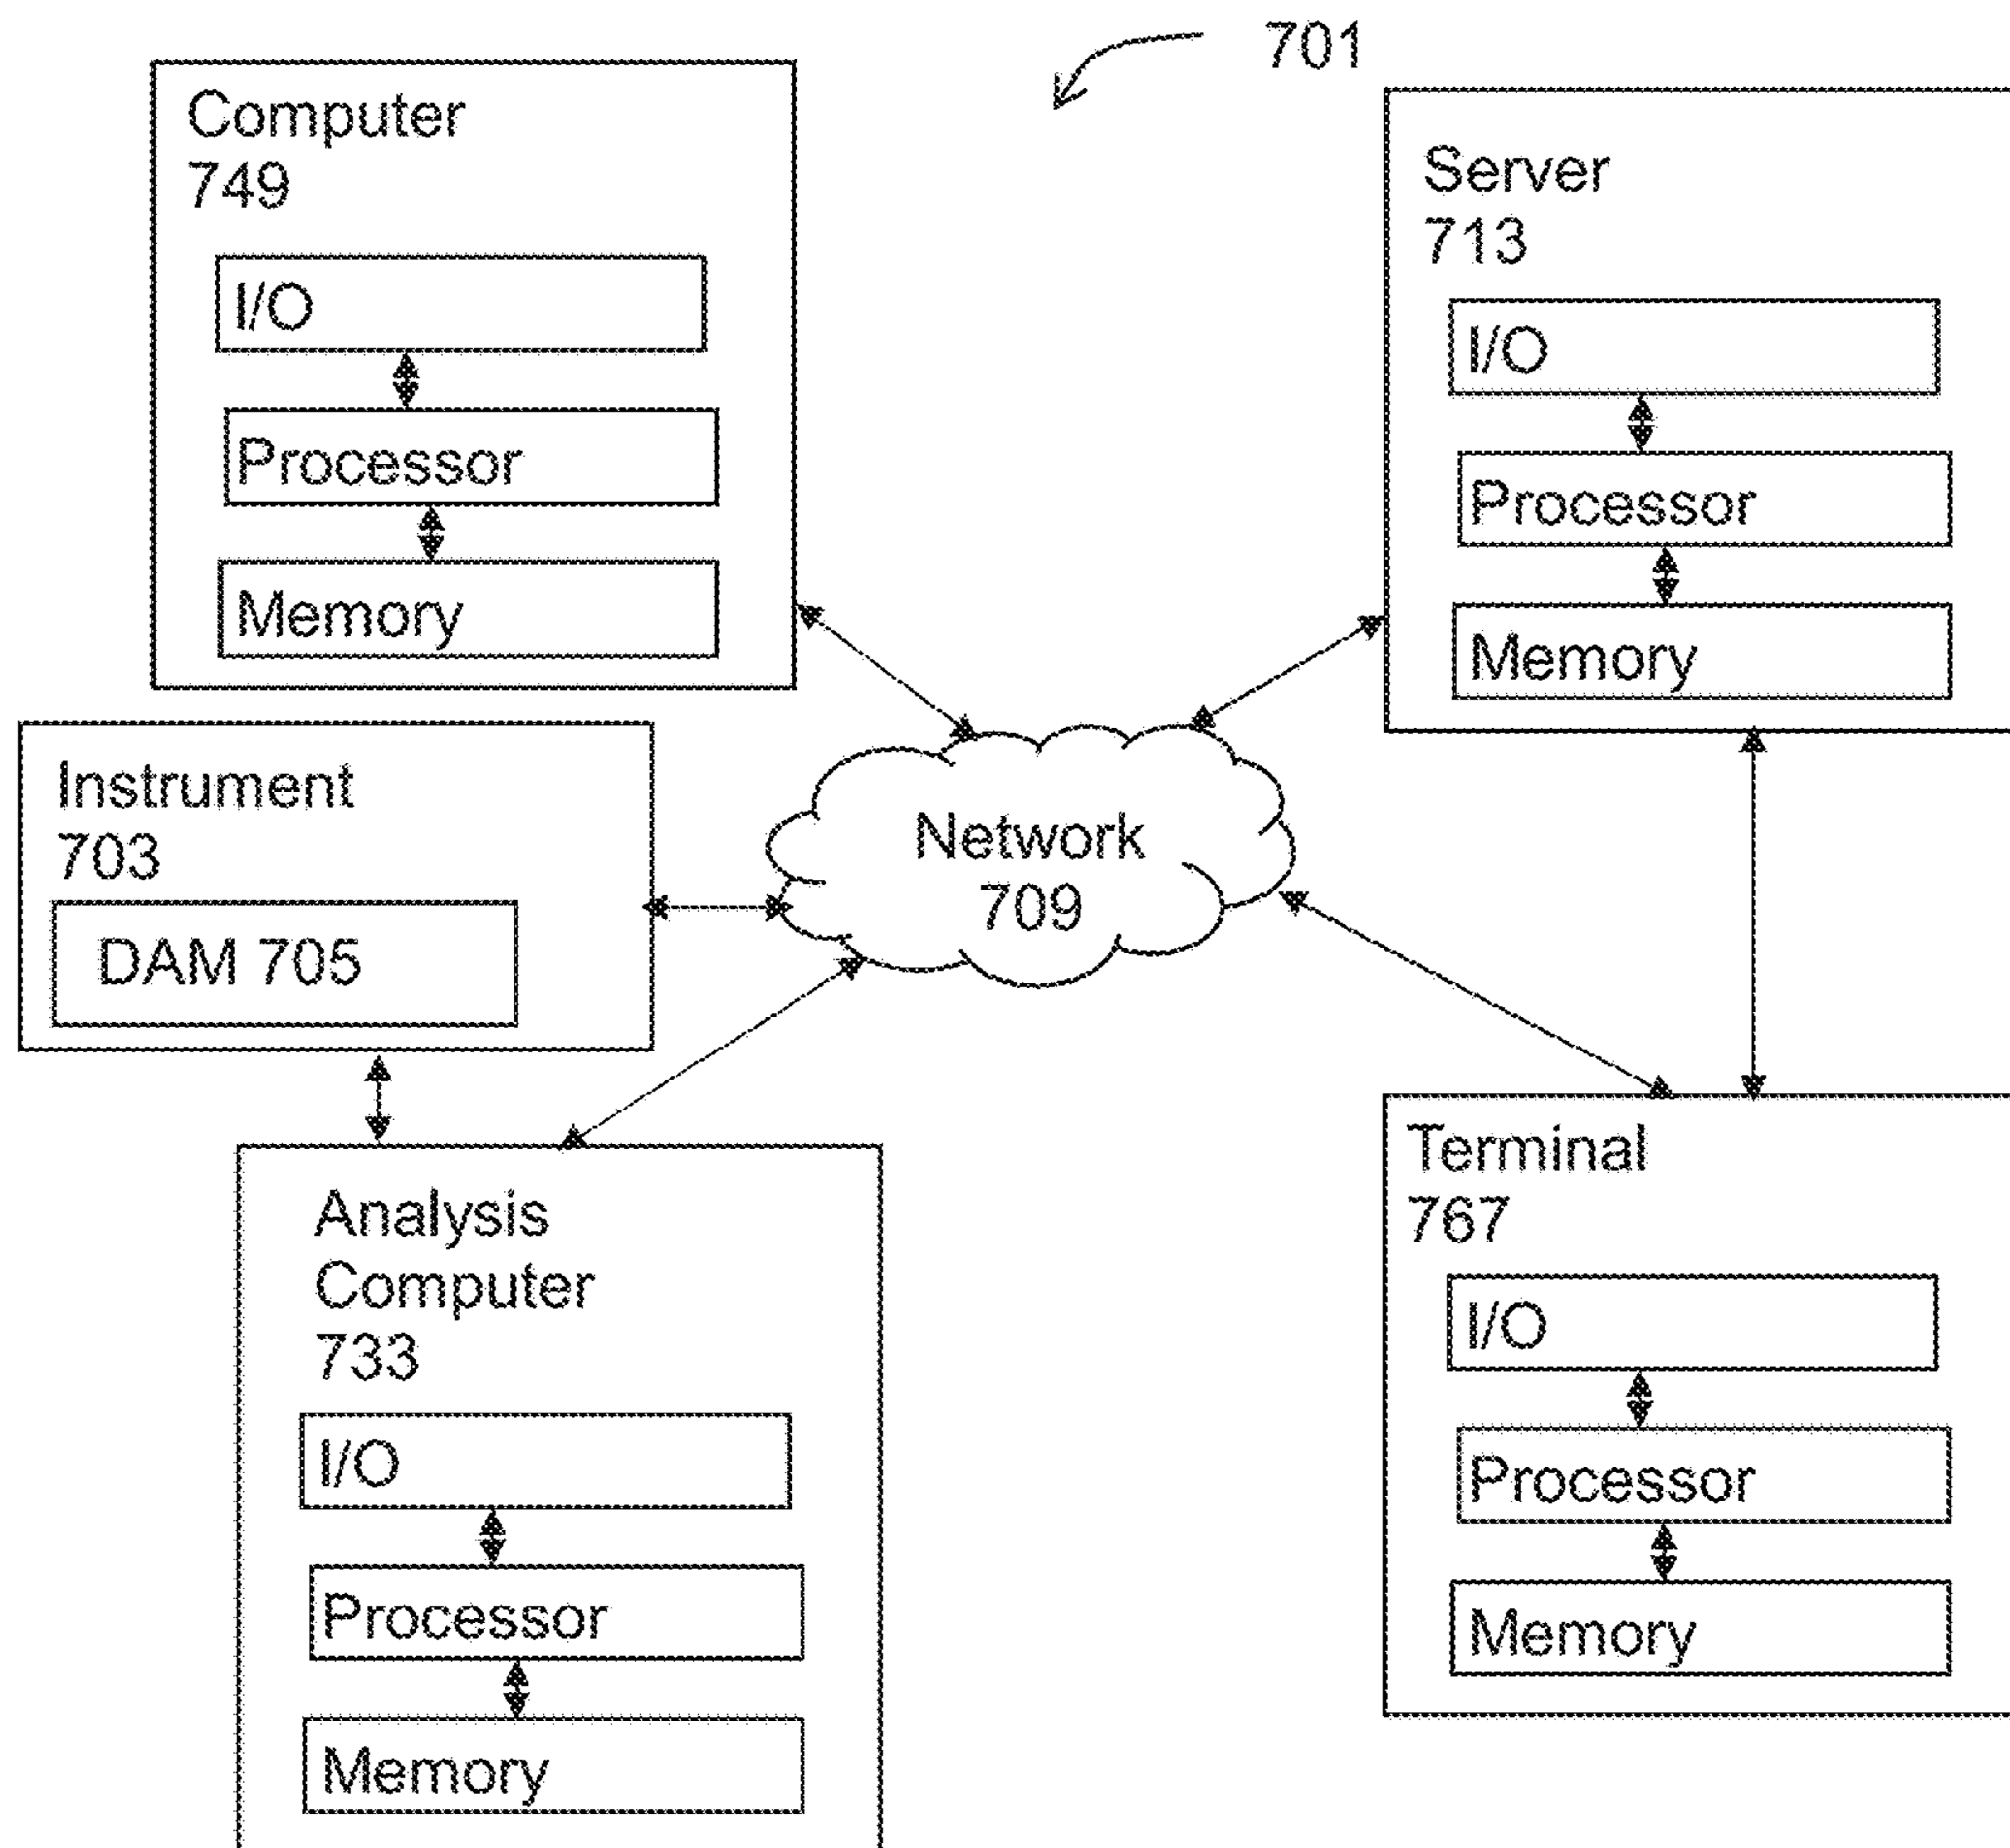 701
Computer
749
I/O
Processor
Memory
Server
713
I/O
Processor
Memory
Instrument
703
DAM 705
Network
709
Analysis
Computer
733
I/O
Processor
Memory
Terminal
767
I/O
Processor
Memory